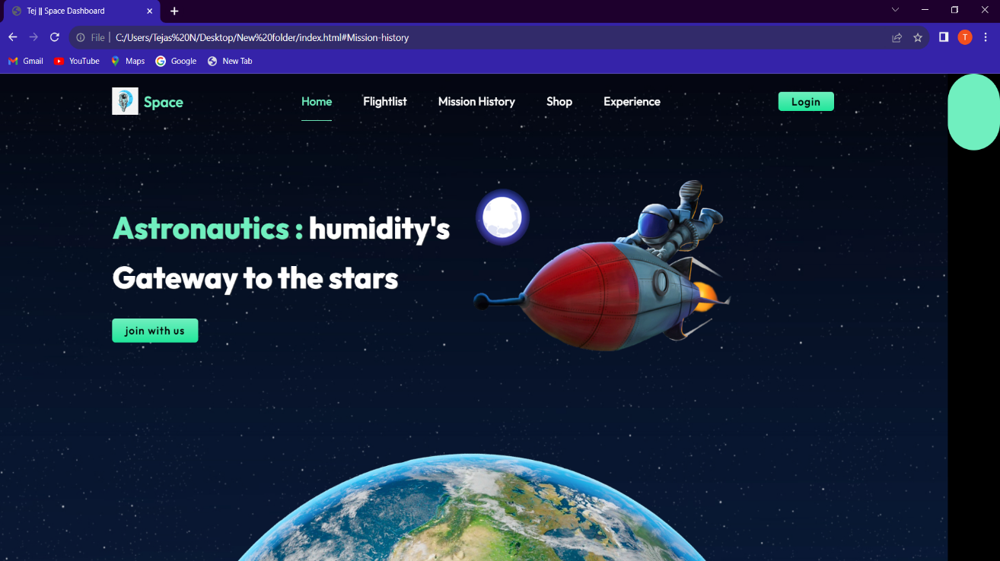 Tej || Space Dashboard
File | C:/Users/Tejas%20N/Desktop/New%20folder/index.html#Mission-history
T
Gmail YouTube Maps Google New Tab
Space Home Flightlist Mission History Shop Experience Login
Astronautics : humidity's
Gateway to the stars
join with us